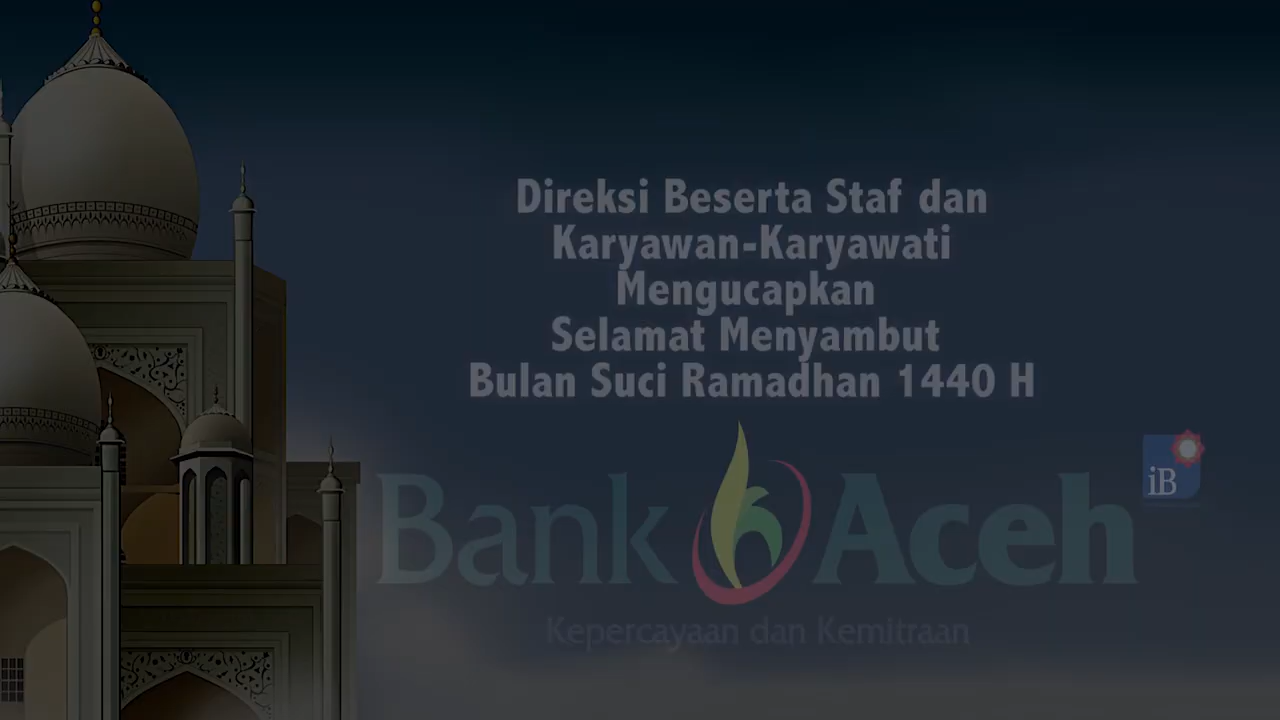 Direksi Beserta Staf dan
Karyawan-Karyawati
Mengucapkan
Selamat Menyambut
Bulan Suci Ramadhan 1440 H
Bank Aceh
iB
Kepercayaan dan Kemitraan